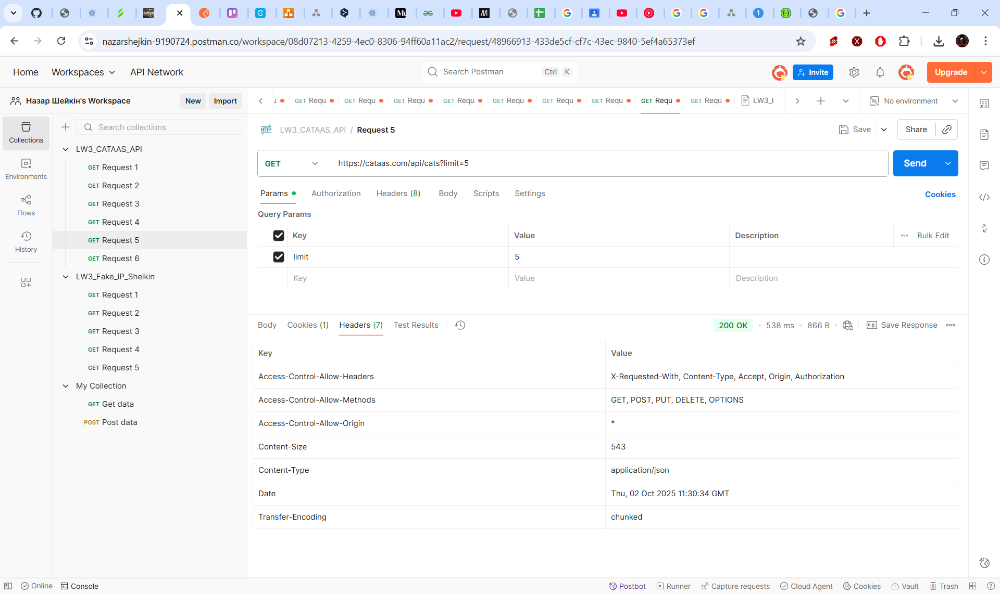 nazarshejkin-9190724.postman.co/workspace/08d07213-4259-4ec0-8306-94ff60a11ac2/request/48966913-433de5cf-cf7c-43ec-9840-5ef4a65373ef
Home Workspaces API Network Search Postman Ctrl K Invite Upgrade
Назар Шейкін's Workspace New Import
GET Requ GET Requ GET Requ GET Requ GET Requ GET Requ GET Requ GET Requ GET Requ LW3_F No environment
Collections
Environments
Flows
History
Search collections
LW3_CATAAS_API
GET Request 1
GET Request 2
GET Request 3
GET Request 4
GET Request 5
GET Request 6
LW3_Fake_IP_Sheikin
GET Request 1
GET Request 2
GET Request 3
GET Request 4
GET Request 5
My Collection
GET Get data
POST Post data
HTTP LW3_CATAAS_API / Request 5 Save Share
GET https://cataas.com/api/cats?limit=5 Send
Params Authorization Headers (8) Body Scripts Settings Cookies
Query Params
Key Value Description Bulk Edit
limit 5
Key Value Description
Body Cookies (1) Headers (7) Test Results 200 OK 538 ms 866 B e.g. Save Response
Key Value
Access-Control-Allow-Headers X-Requested-With, Content-Type, Accept, Origin, Authorization
Access-Control-Allow-Methods GET, POST, PUT, DELETE, OPTIONS
Access-Control-Allow-Origin *
Content-Size 543
Content-Type application/json
Date Thu, 02 Oct 2025 11:30:34 GMT
Transfer-Encoding chunked
Online Console Postbot Runner Capture requests Cloud Agent Cookies Vault Trash